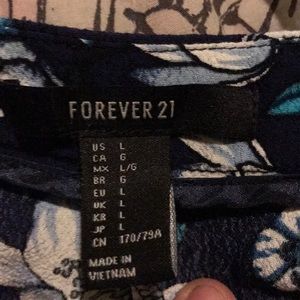 FOREVER 21
US L
CA G
MX L/G
BR G
EU L
UK L
KR L
JP L
CN 170/79A
MADE IN
VIETNAM